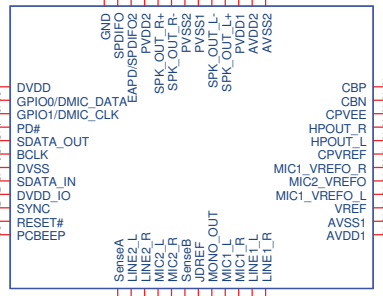 GND
SPDIFO
EAPD/SPDIFO2
PVDD2
SPK_OUT_R+
SPK_OUT_R-
PVSS2
PVSS1
SPK_OUT_L-
SPK_OUT_L+
PVDD1
AVDD2
AVSS2
DVDD
GPIO0/DMIC_DATA
GPIO1/DMIC_CLK
PD#
SDATA_OUT
BCLK
DVSS
SDATA_IN
DVDD_IO
SYNC
RESET#
PCBEEP
CBP
CBN
CPVEE
HPOUT_R
HPOUT_L
CPVREF
MIC1_VREFO_R
MIC2_VREFO
MIC1_VREFO_L
VREF
AVSS1
AVDD1
SenseA
LINE2_L
LINE2_R
MIC2_L
MIC2_R
SenseB
JDREF
MONO_OUT
MIC1_L
MIC1_R
LINE1_L
LINE1_R